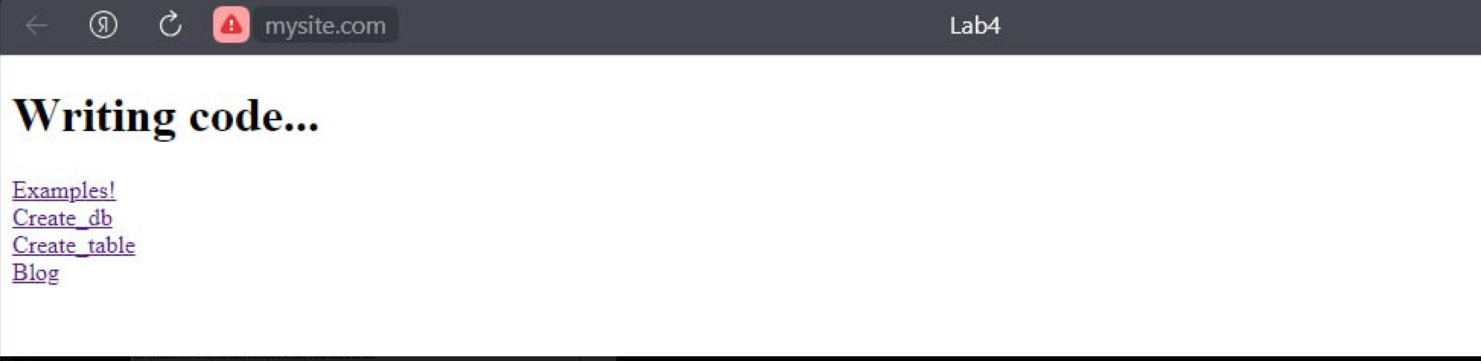 mysite.com Lab4
Writing code...
Examples!
Create_db
Create_table
Blog